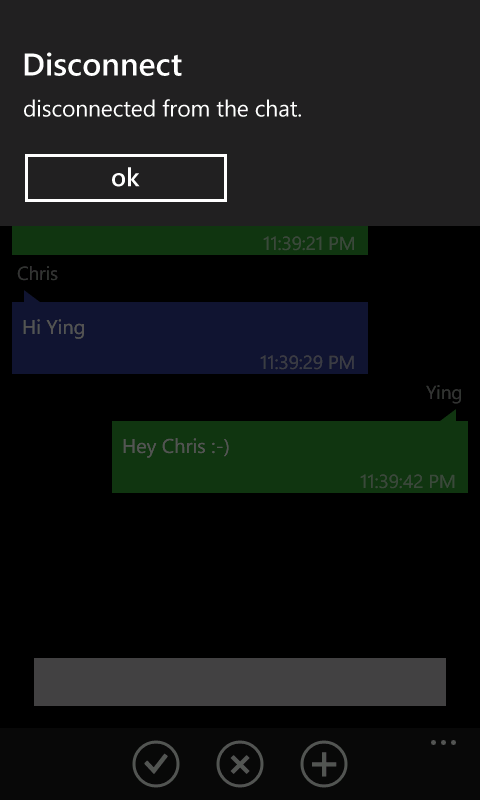 Disconnect
disconnected from the chat.
ok
11:39:21 PM
Chris
Hi Ying
11:39:29 PM
Ying
Hey Chris :-)
11:39:42 PM